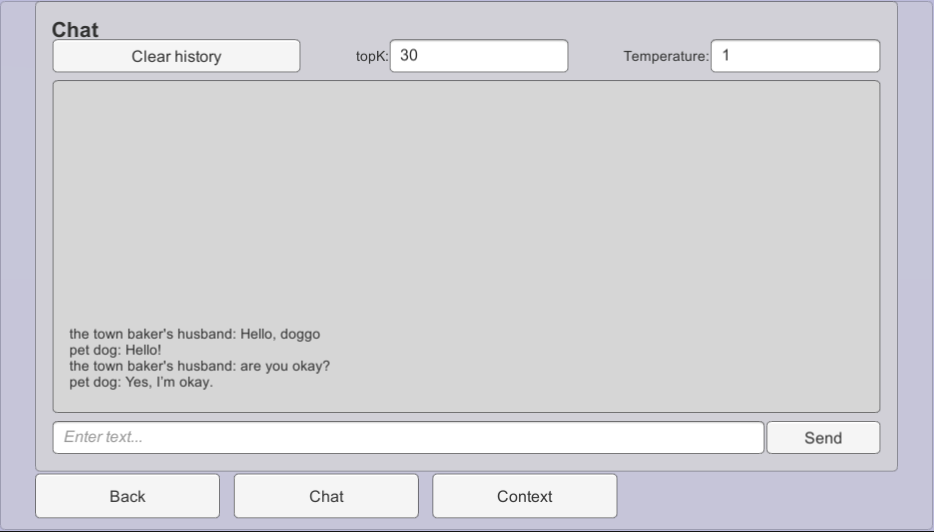 Chat
Clear history
topK: 30
Temperature: 1
the town baker's husband: Hello, doggo
pet dog: Hello!
the town baker's husband: are you okay?
pet dog: Yes, I'm okay.
Enter text...
Send
Back
Chat
Context